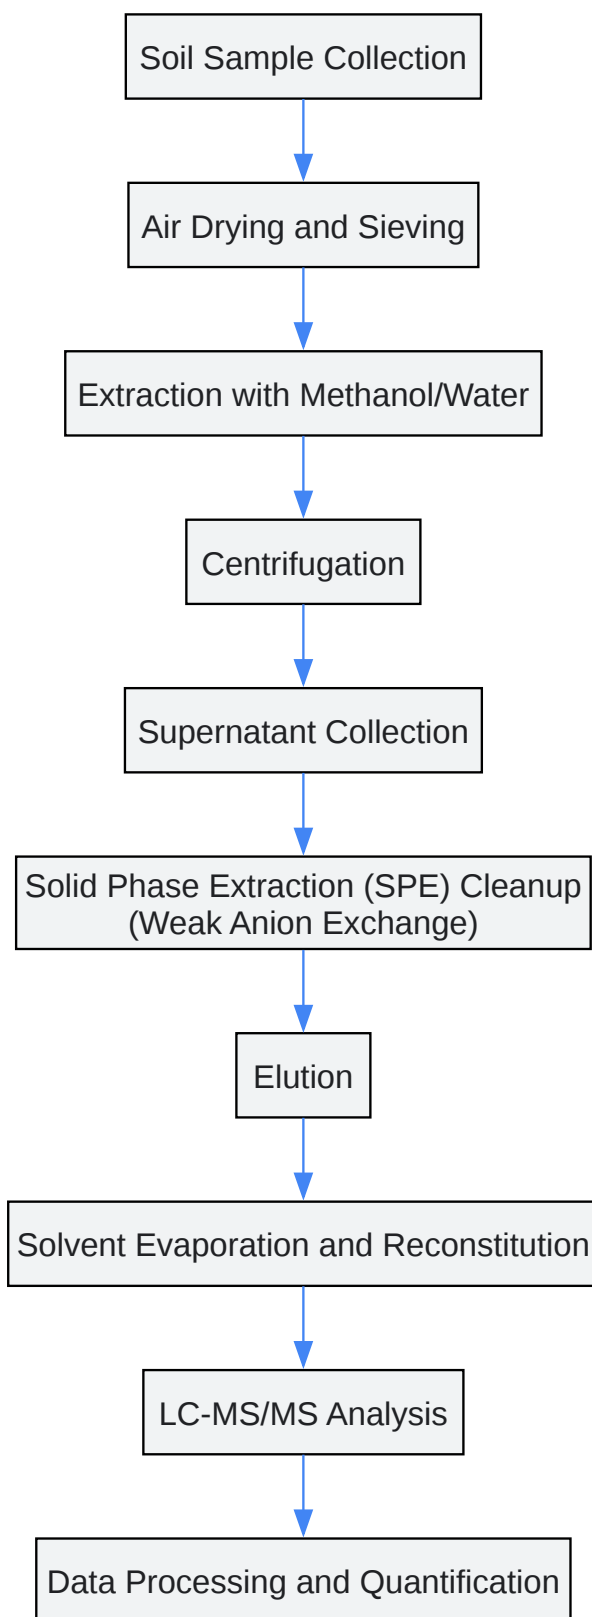 Soil Sample Collection
Air Drying and Sieving
Extraction with Methanol/Water
Centrifugation
Supernatant Collection
Solid Phase Extraction (SPE) Cleanup
(Weak Anion Exchange)
Elution
Solvent Evaporation and Reconstitution
LC-MS/MS Analysis
Data Processing and Quantification